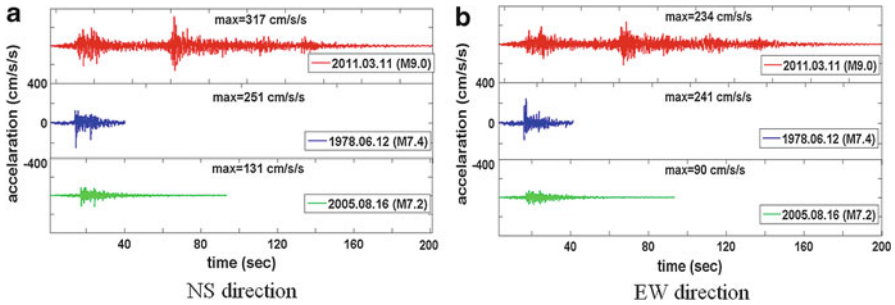 a
max=317 cm/s/s
2011.03.11 (M9.0)
accelaration (cm/s/s)
400
max=251 cm/s/s
0
1978.06.12 (M7.4)
-400
max=131 cm/s/s
2005.08.16 (M7.2)
40 80 120 160 200
time (sec)
NS direction
b
max=234 cm/s/s
2011.03.11 (M9.0)
accelaration (cm/s/s)
400
max=241 cm/s/s
0
1978.06.12 (M7.4)
-400
max=90 cm/s/s
2005.08.16 (M7.2)
40 80 120 160 200
time (sec)
EW direction